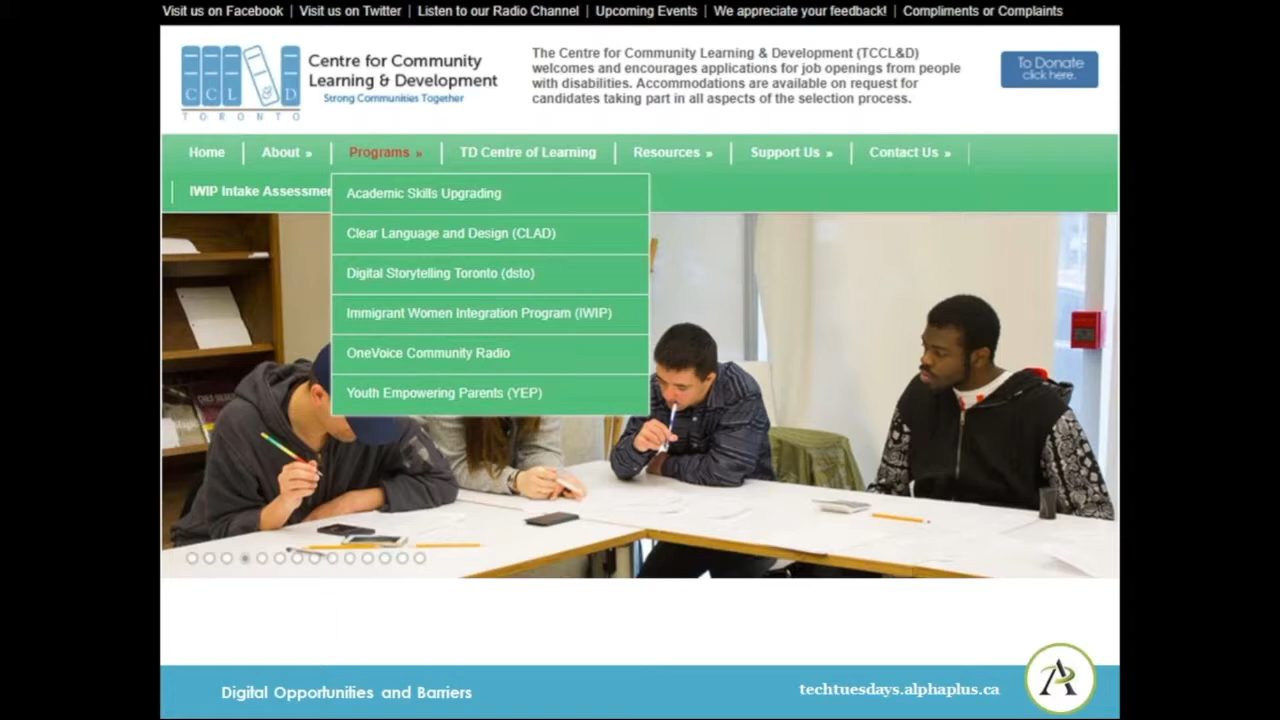 Visit us on Facebook | Visit us on Twitter | Listen to our Radio Channel | Upcoming Events | We appreciate your feedback! | Compliments or Complaints
CCL&D
TORONTO
Centre for Community
Learning & Development
Strong Communities Together
The Centre for Community Learning & Development (TCCL&D)
welcomes and encourages applications for job openings from people
with disabilities. Accommodations are available on request for
candidates taking part in all aspects of the selection process.
To Donate
click here.
Home | About » | Programs » | TD Centre of Learning | Resources » | Support Us » | Contact Us » |
| IWIP Intake Assessmen
Academic Skills Upgrading
Clear Language and Design (CLAD)
Digital Storytelling Toronto (dsto)
Immigrant Women Integration Program (IWIP)
OneVoice Community Radio
Youth Empowering Parents (YEP)
Digital Opportunities and Barriers
techtuesdays.alphaplus.ca